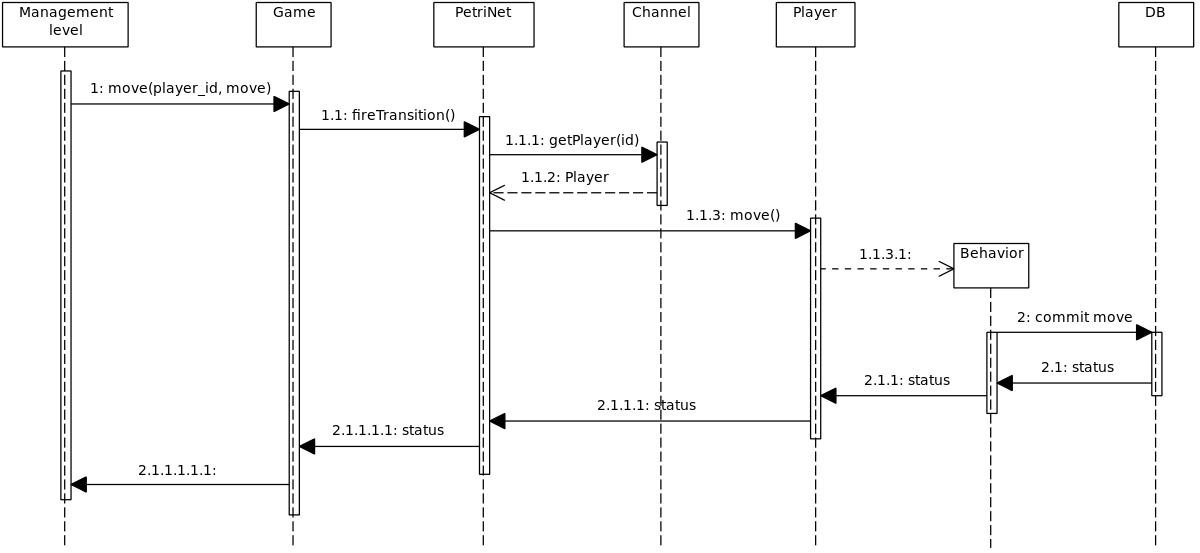 Management
level
Game
PetriNet
Channel
Player
DB
1: move(player_id, move)
1.1: fireTransition()
1.1.1: getPlayer(id)
1.1.2: Player
1.1.3: move()
1.1.3.1:
Behavior
2: commit move
2.1: status
2.1.1: status
2.1.1.1: status
2.1.1.1.1: status
2.1.1.1.1.1: